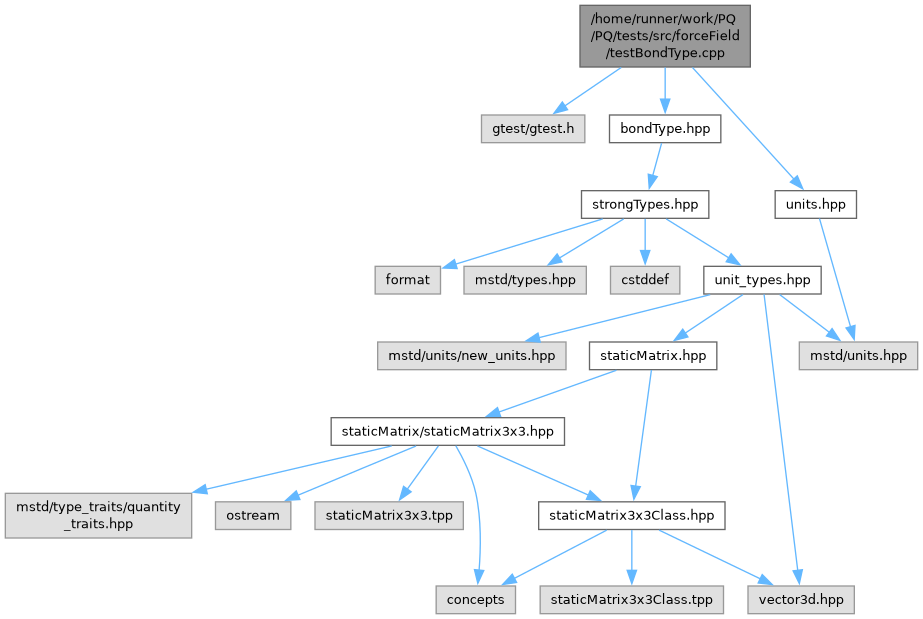 /home/runner/work/PQ
/PQ/tests/src/forceField
/testBondType.cpp
gtest/gtest.h
bondType.hpp
strongTypes.hpp
units.hpp
format
mstd/types.hpp
cstddef
unit_types.hpp
mstd/units/new_units.hpp
staticMatrix.hpp
mstd/units.hpp
staticMatrix/staticMatrix3x3.hpp
mstd/type_traits/quantity
_traits.hpp
ostream
staticMatrix3x3.tpp
staticMatrix3x3Class.hpp
concepts
staticMatrix3x3Class.tpp
vector3d.hpp